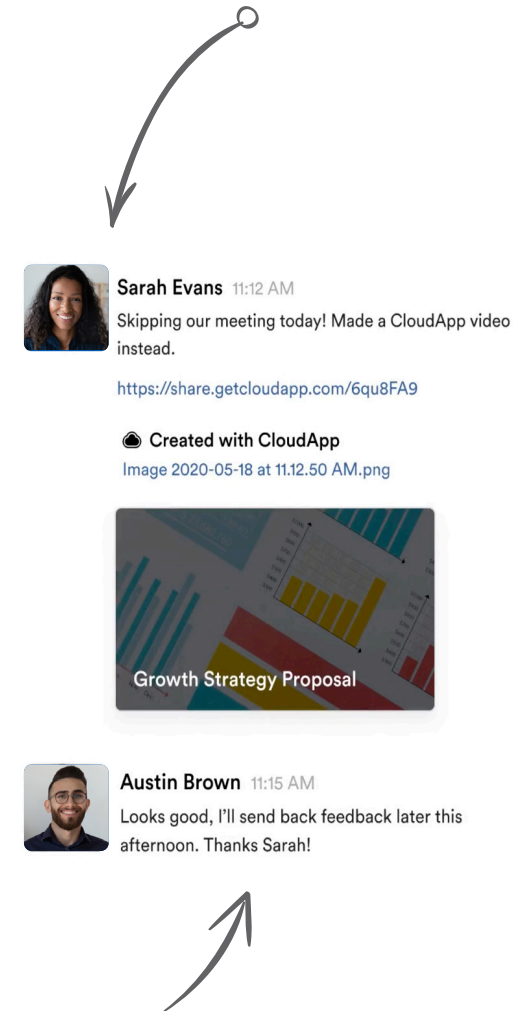 Sarah Evans 11:12 AM
Skipping our meeting today! Made a CloudApp video
instead.
https://share.getcloudapp.com/6qu8FA9
Created with CloudApp
Image 2020-05-18 at 11.12.50 AM.png
Growth Strategy Proposal
Austin Brown 11:15 AM
Looks good, I’ll send back feedback later this
afternoon. Thanks Sarah!